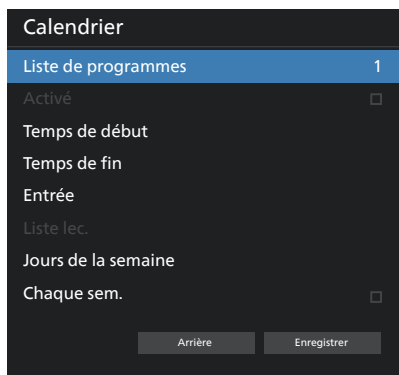 Calendrier
Liste de programmes 1
Activé
Temps de début
Temps de fin
Entrée
Liste lec.
Jours de la semaine
Chaque sem.
Arrière Enregistrer